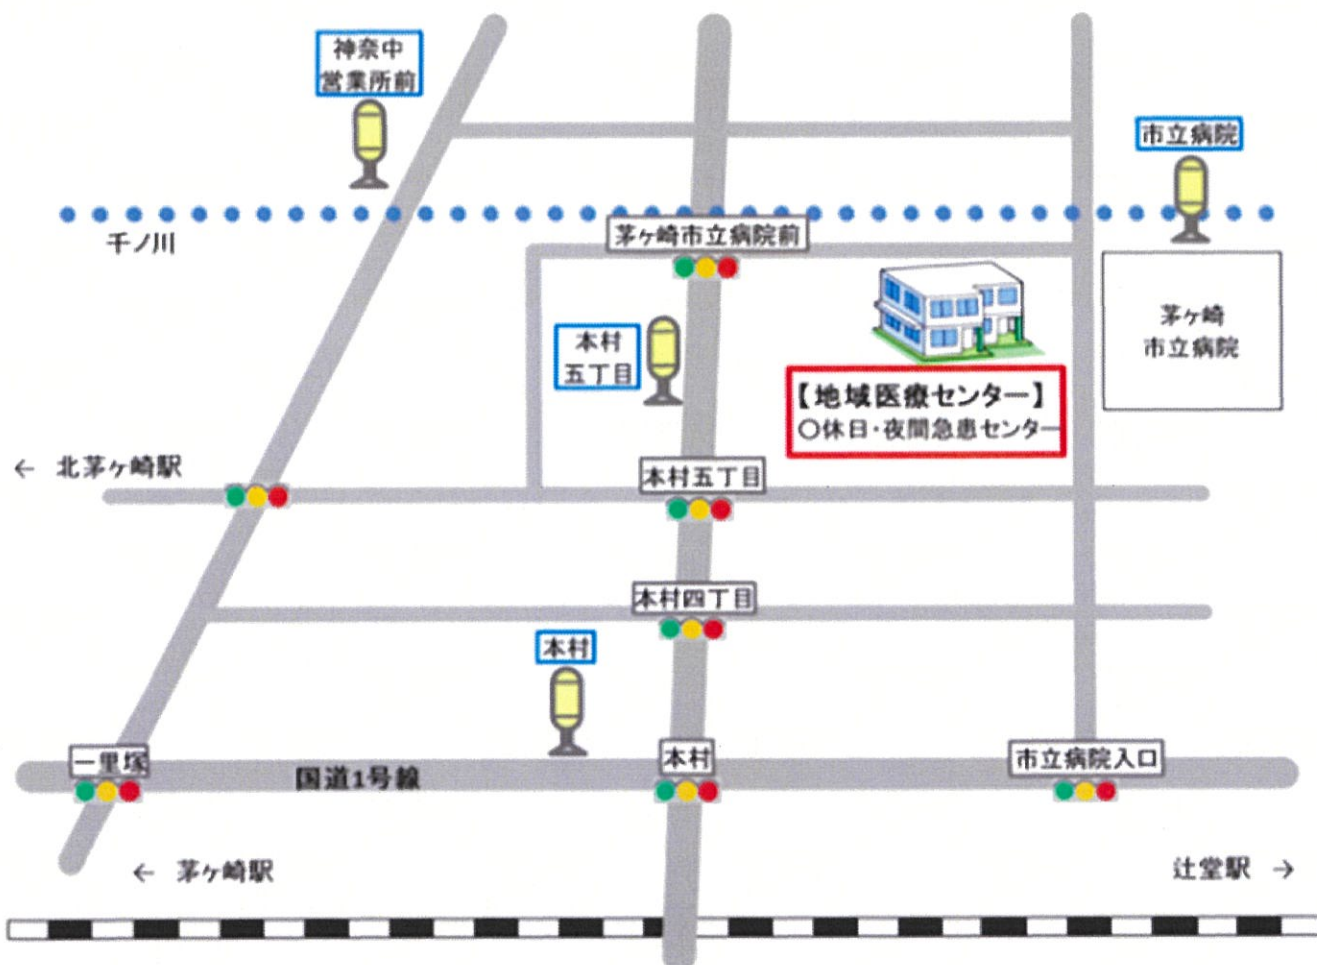 神奈中
営業所前
市立病院
千ノ川
茅ヶ崎市立病院前
茅ヶ崎
市立病院
本村
五丁目
【地域医療センター】
○休日・夜間急患センター
← 北茅ヶ崎駅
本村五丁目
本村四丁目
本村
一里塚
国道1号線
本村
市立病院入口
← 茅ヶ崎駅
辻堂駅 →